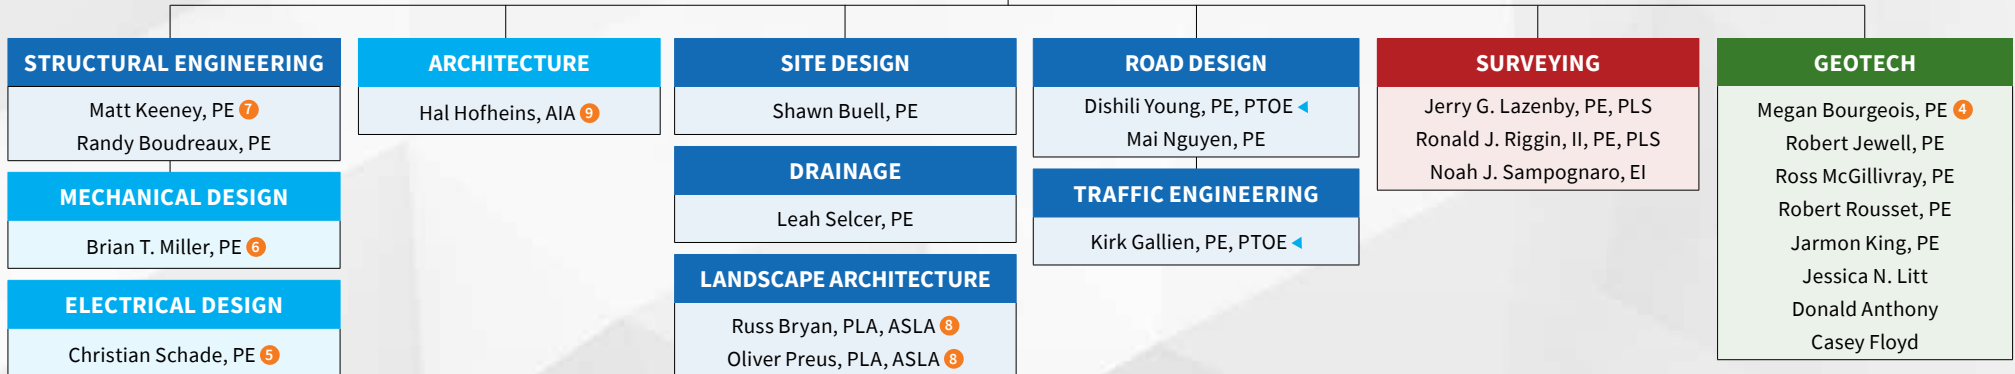 STRUCTURAL ENGINEERING
Matt Keeney, PE 7
Randy Boudreaux, PE
MECHANICAL DESIGN
Brian T. Miller, PE 6
ELECTRICAL DESIGN
Christian Schade, PE 5
ARCHITECTURE
Hal Hofheins, AIA 9
SITE DESIGN
Shawn Buell, PE
DRAINAGE
Leah Selcer, PE
LANDSCAPE ARCHITECTURE
Russ Bryan, PLA, ASLA 8
Oliver Preus, PLA, ASLA 8
ROAD DESIGN
Dishili Young, PE, PTOE
Mai Nguyen, PE
TRAFFIC ENGINEERING
Kirk Gallien, PE, PTOE
SURVEYING
Jerry G. Lazenby, PE, PLS
Ronald J. Riggin, II, PE, PLS
Noah J. Sampognaro, EI
GEOTECH
Megan Bourgeois, PE 4
Robert Jewell, PE
Ross McGillivray, PE
Robert Rousset, PE
Jarmon King, PE
Jessica N. Litt
Donald Anthony
Casey Floyd